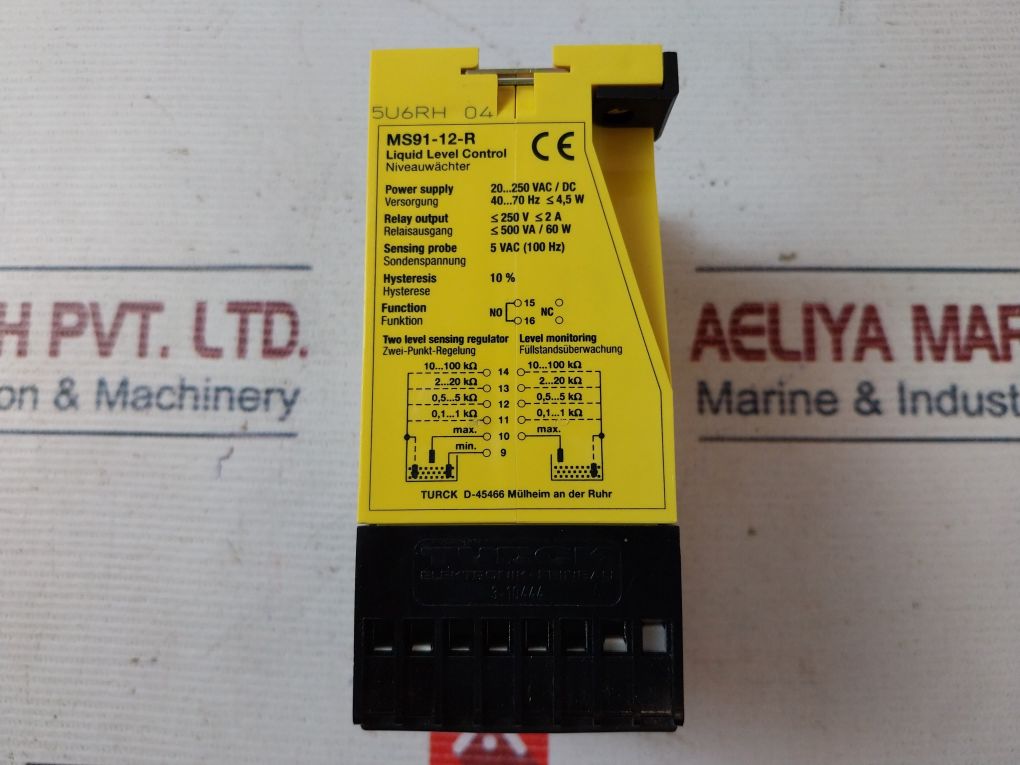 5U6RH 04
MS91-12-R
Liquid Level Control
Niveauwächter
CE
Power supply 20...250 VAC / DC
Versorgung 40...70 Hz ≤ 4,5 W
Relay output ≤ 250 V ≤ 2 A
Relaisausgang ≤ 500 VA / 60 W
Sensing probe 5 VAC (100 Hz)
Sondenspannung
Hysteresis 10 %
Hysterese
Function NO 15 NC
Funktion 16
Two level sensing regulator Level monitoring
Zwei-Punkt-Regelung Füllstandsüberwachung
10...100 kΩ 14 10...100 kΩ
2...20 kΩ 13 2...20 kΩ
0,5...5 kΩ 12 0,5...5 kΩ
0,1...1 kΩ 11 0,1...1 kΩ
max. 10 max.
min. 9
TURCK D-45466 Mülheim an der Ruhr
TURCK
3-10444
H PVT. LTD.
on & Machinery
AELIYA MAR
Marine & Indust